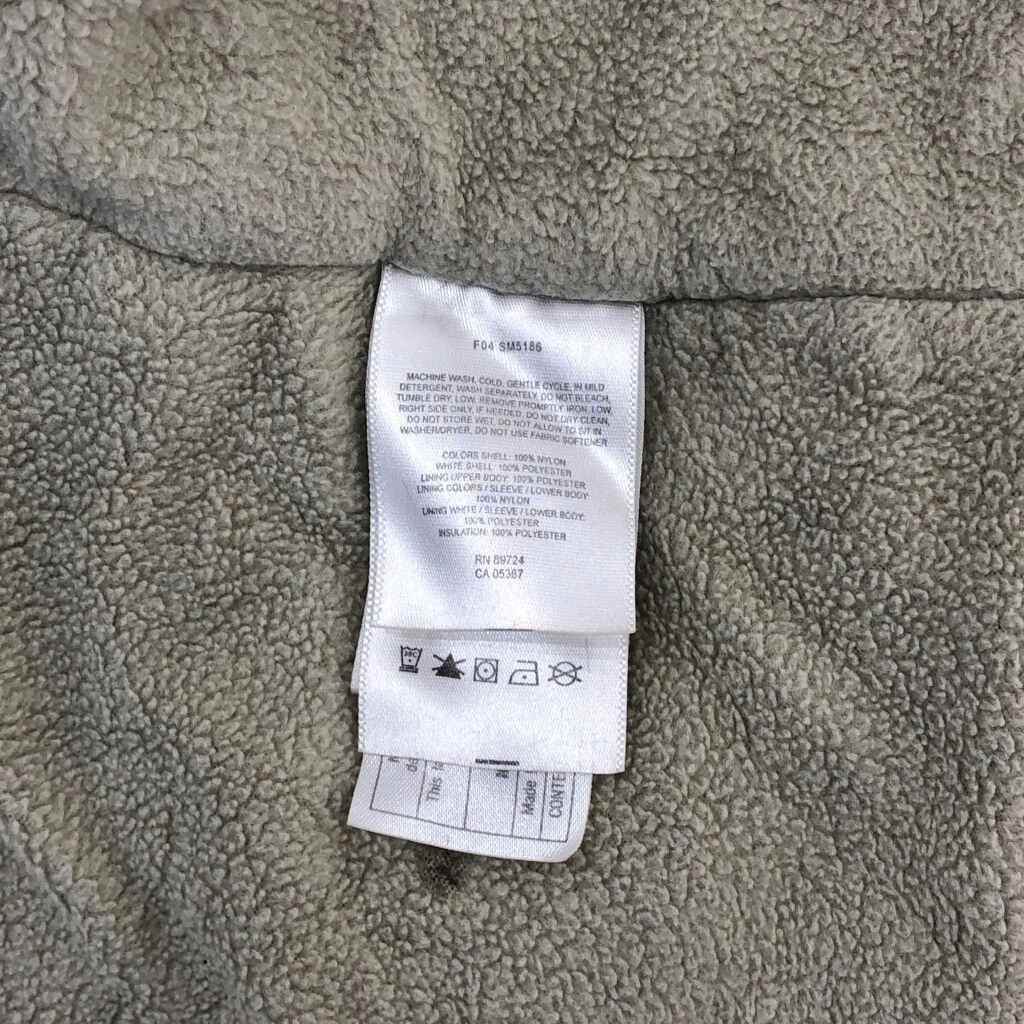 F04 SM5186
MACHINE WASH, COLD, GENTLE CYCLE, IN MILD
DETERGENT, WASH SEPARATELY, DO NOT BLEACH,
TUMBLE DRY, LOW, REMOVE PROMPTLY IRON, LOW,
RIGHT SIDE ONLY, IF NEEDED, DO NOT DRY CLEAN,
DO NOT STORE WET, DO NOT ALLOW TO SIT IN
WASHER/DRYER, DO NOT USE FABRIC SOFTENER
COLORS SHELL: 100% NYLON
WHITE SHELL: 100% POLYESTER
LINING UPPER BODY: 100% POLYESTER
LINING COLORS / SLEEVE / LOWER BODY:
100% NYLON
LINING WHITE / SLEEVE / LOWER BODY:
100% POLYESTER
INSULATION: 100% POLYESTER
RN 89724
CA 05367
This
Made
CONTE